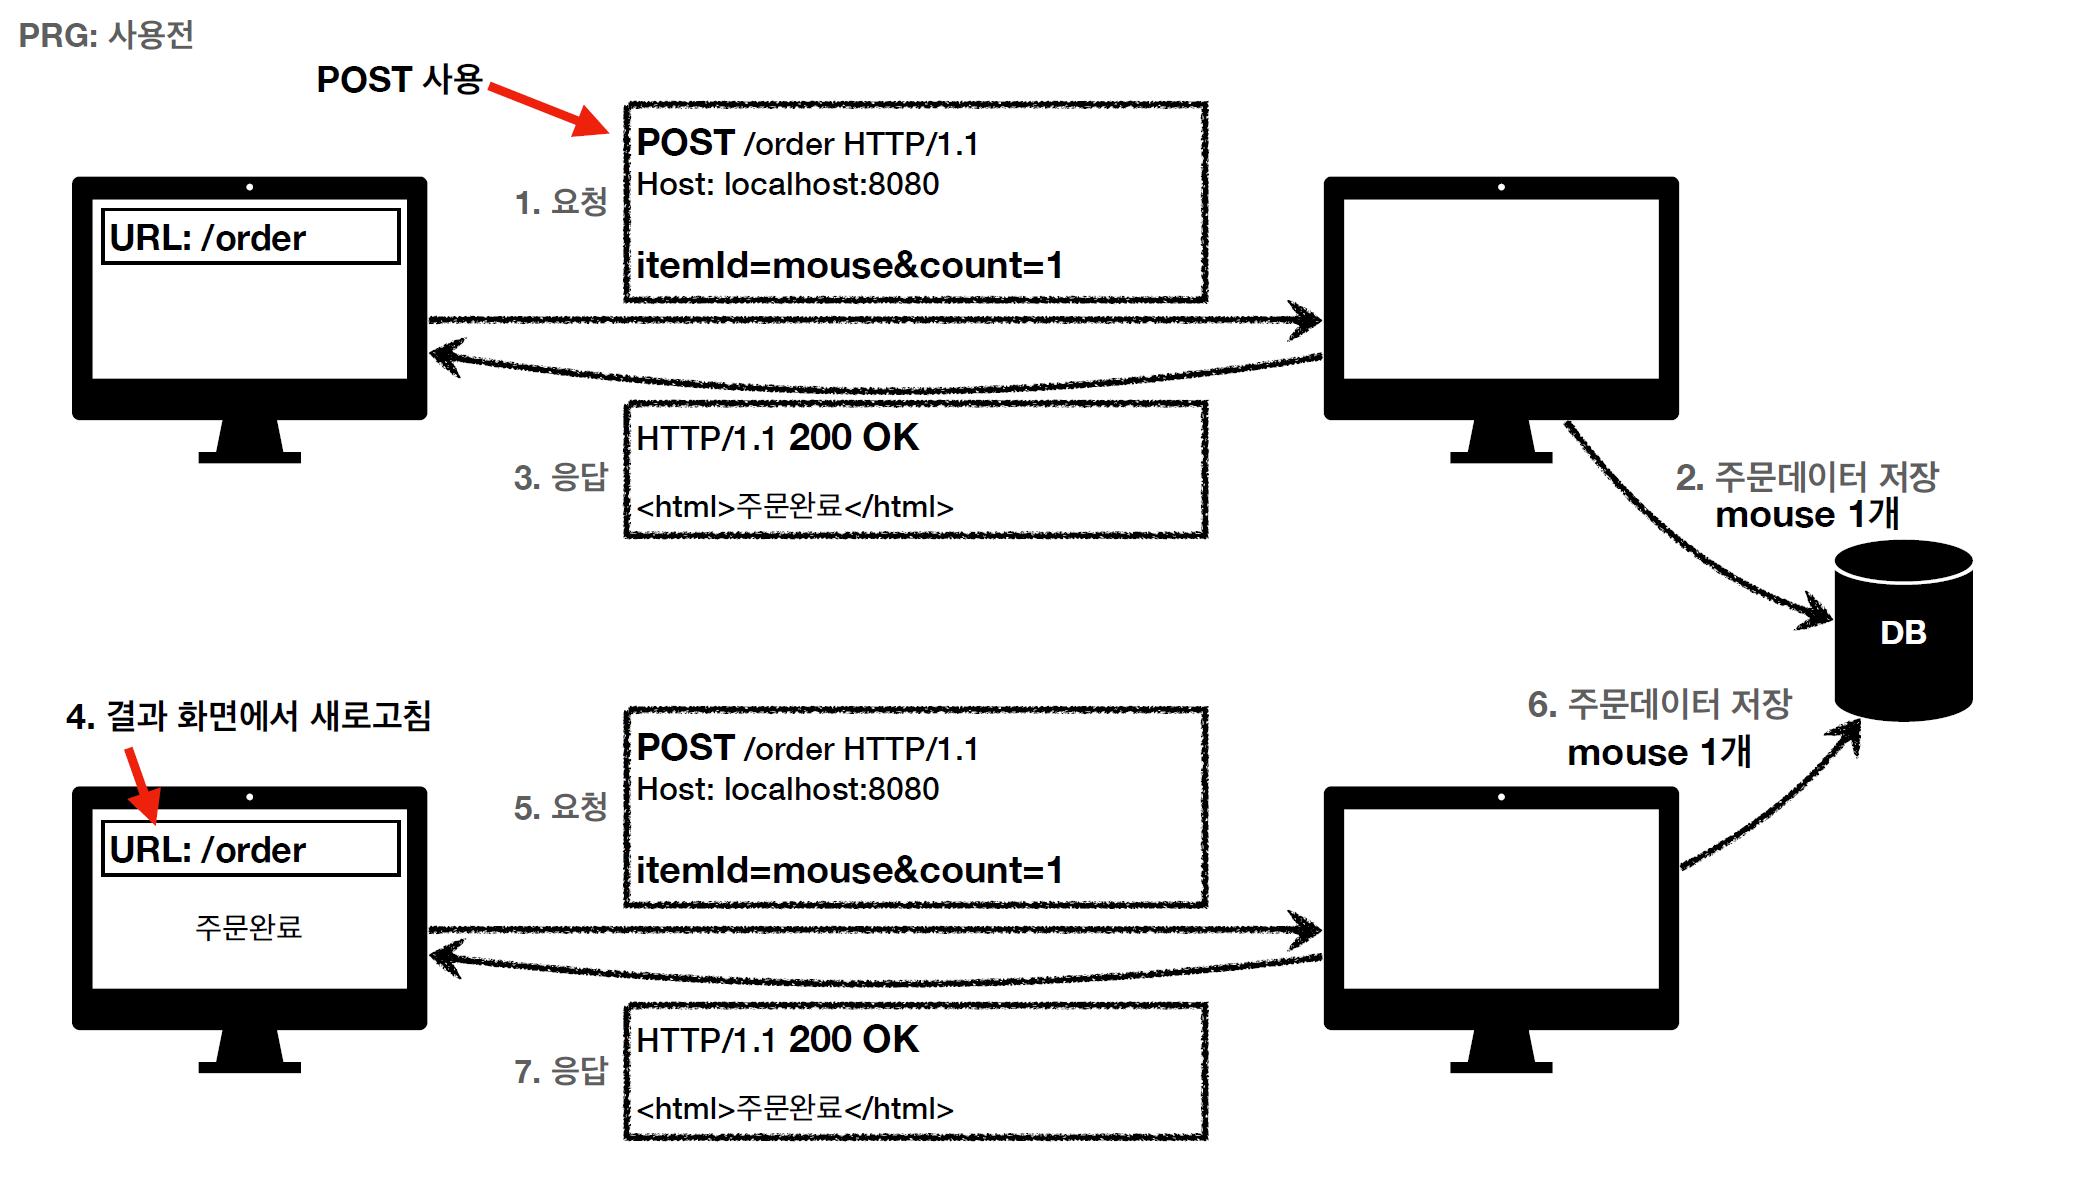 PRG: 사용전
POST 사용
POST /order HTTP/1.1
Host: localhost:8080
itemId=mouse&count=1
1. 요청
URL: /order
HTTP/1.1 200 OK
<html>주문완료</html>
3. 응답
2. 주문데이터 저장
mouse 1개
DB
4. 결과 화면에서 새로고침
URL: /order
주문완료
5. 요청
POST /order HTTP/1.1
Host: localhost:8080
itemId=mouse&count=1
6. 주문데이터 저장
mouse 1개
7. 응답
HTTP/1.1 200 OK
<html>주문완료</html>